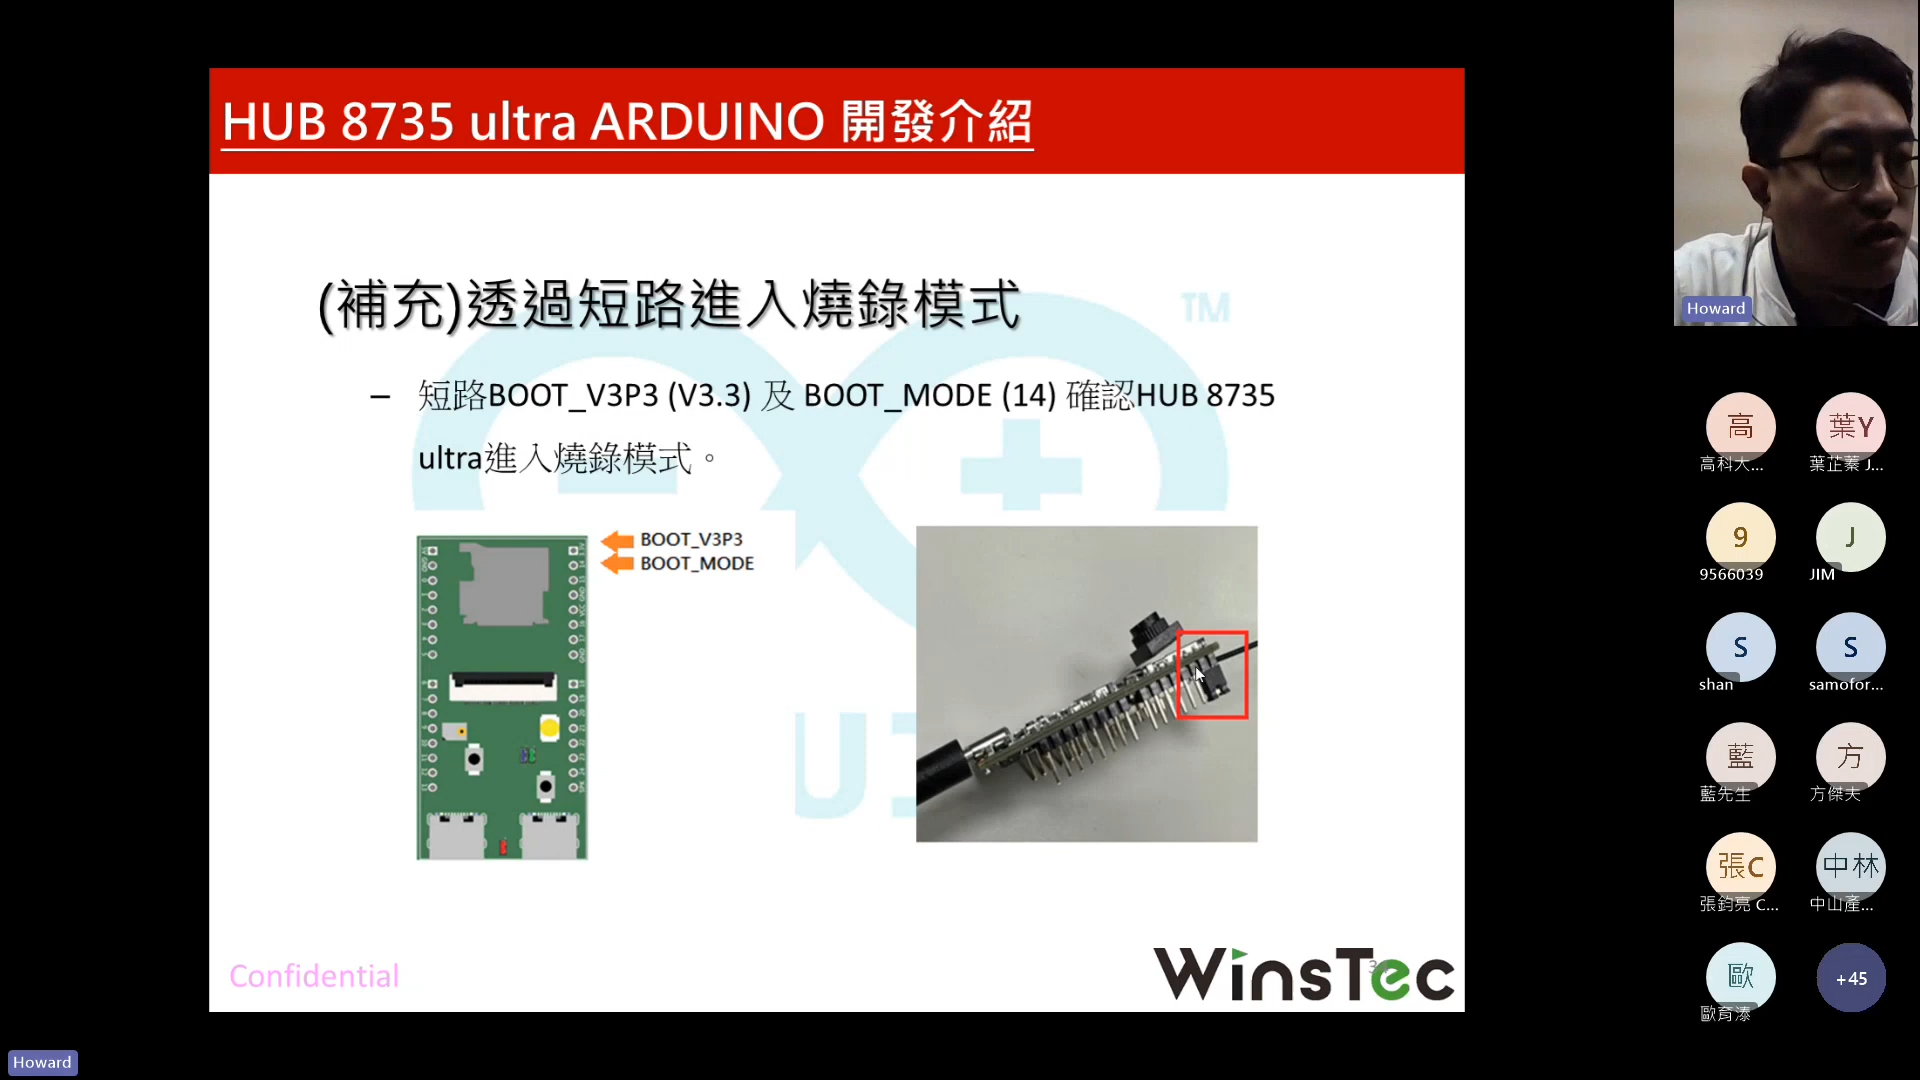 HUB 8735 ultra ARDUINO 開發介紹
(補充)透過短路進入燒錄模式
TM
– 短路BOOT_V3P3 (V3.3) 及 BOOT_MODE (14) 確認HUB 8735
ultra進入燒錄模式。
BOOT_V3P3
BOOT_MODE
Confidential
WinsTec
Howard
高
高科大...
葉Y
葉芷蓁 J...
9
9566039
J
JIM
S
shan
S
samofor...
藍
藍先生
方
方傑夫
張C
張鈞亮 C...
中林
中山產...
歐
歐育溙
+45
Howard